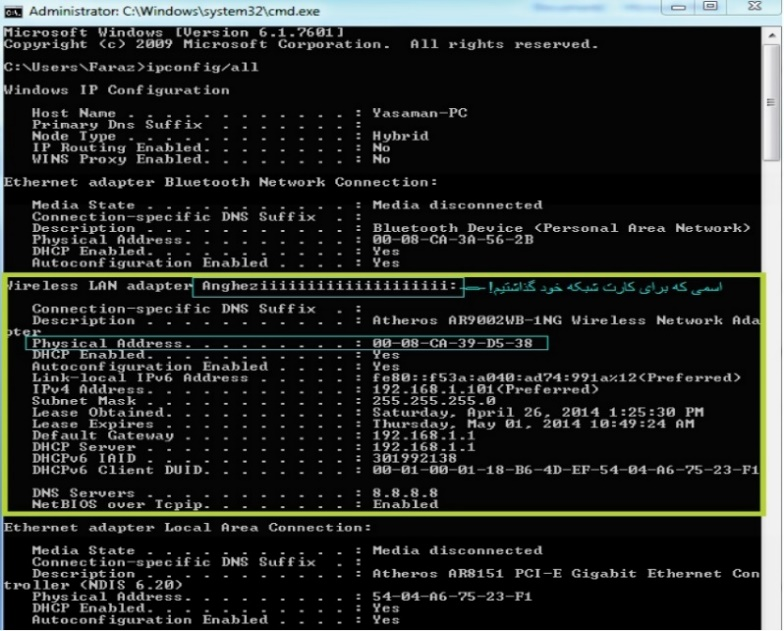 Administrator: C:\Windows\system32\cmd.exe
Microsoft Windows [Version 6.1.7601]
Copyright (c) 2009 Microsoft Corporation. All rights reserved.
C:\Users\Faraz>ipconfig/all
Windows IP Configuration
Host Name . . . . . . . . . . . . : Yasaman-PC
Primary Dns Suffix . . . . . . . :
Node Type . . . . . . . . . . . . : Hybrid
IP Routing Enabled. . . . . . . . : No
WINS Proxy Enabled. . . . . . . . : No
Ethernet adapter Bluetooth Network Connection:
Media State . . . . . . . . . . . : Media disconnected
Connection-specific DNS Suffix . :
Description . . . . . . . . . . . : Bluetooth Device (Personal Area Network)
Physical Address. . . . . . . . . : 00-08-CA-3A-56-2B
DHCP Enabled. . . . . . . . . . . : Yes
Autoconfiguration Enabled . . . . : Yes
Wireless LAN adapter Angheziiiiiiiiiiiiiiiiiiiii: اسمی که برای کارت شبکه خود گذاشتیم!
Connection-specific DNS Suffix . :
Description . . . . . . . . . . . : Atheros AR9002WB-1NG Wireless Network Ada
pter
Physical Address. . . . . . . . . : 00-08-CA-39-D5-38
DHCP Enabled. . . . . . . . . . . : Yes
Autoconfiguration Enabled . . . . : Yes
Link-local IPv6 Address . . . . . : fe80::f53a:a040:ad74:991a%12(Preferred)
IPv4 Address. . . . . . . . . . . : 192.168.1.101(Preferred)
Subnet Mask . . . . . . . . . . . : 255.255.255.0
Lease Obtained. . . . . . . . . . : Saturday, April 26, 2014 1:25:30 PM
Lease Expires . . . . . . . . . . : Thursday, May 01, 2014 10:49:24 AM
Default Gateway . . . . . . . . . : 192.168.1.1
DHCP Server . . . . . . . . . . . : 192.168.1.1
DHCPv6 IAID . . . . . . . . . . . : 301992138
DHCPv6 Client DUID. . . . . . . . : 00-01-00-01-18-B6-4D-EF-54-04-A6-75-23-F1
DNS Servers . . . . . . . . . . . : 8.8.8.8
NetBIOS over Tcpip. . . . . . . . : Enabled
Ethernet adapter Local Area Connection:
Media State . . . . . . . . . . . : Media disconnected
Connection-specific DNS Suffix . :
Description . . . . . . . . . . . : Atheros AR8151 PCI-E Gigabit Ethernet Con
troller (NDIS 6.20)
Physical Address. . . . . . . . . : 54-04-A6-75-23-F1
DHCP Enabled. . . . . . . . . . . : Yes
Autoconfiguration Enabled . . . . : Yes